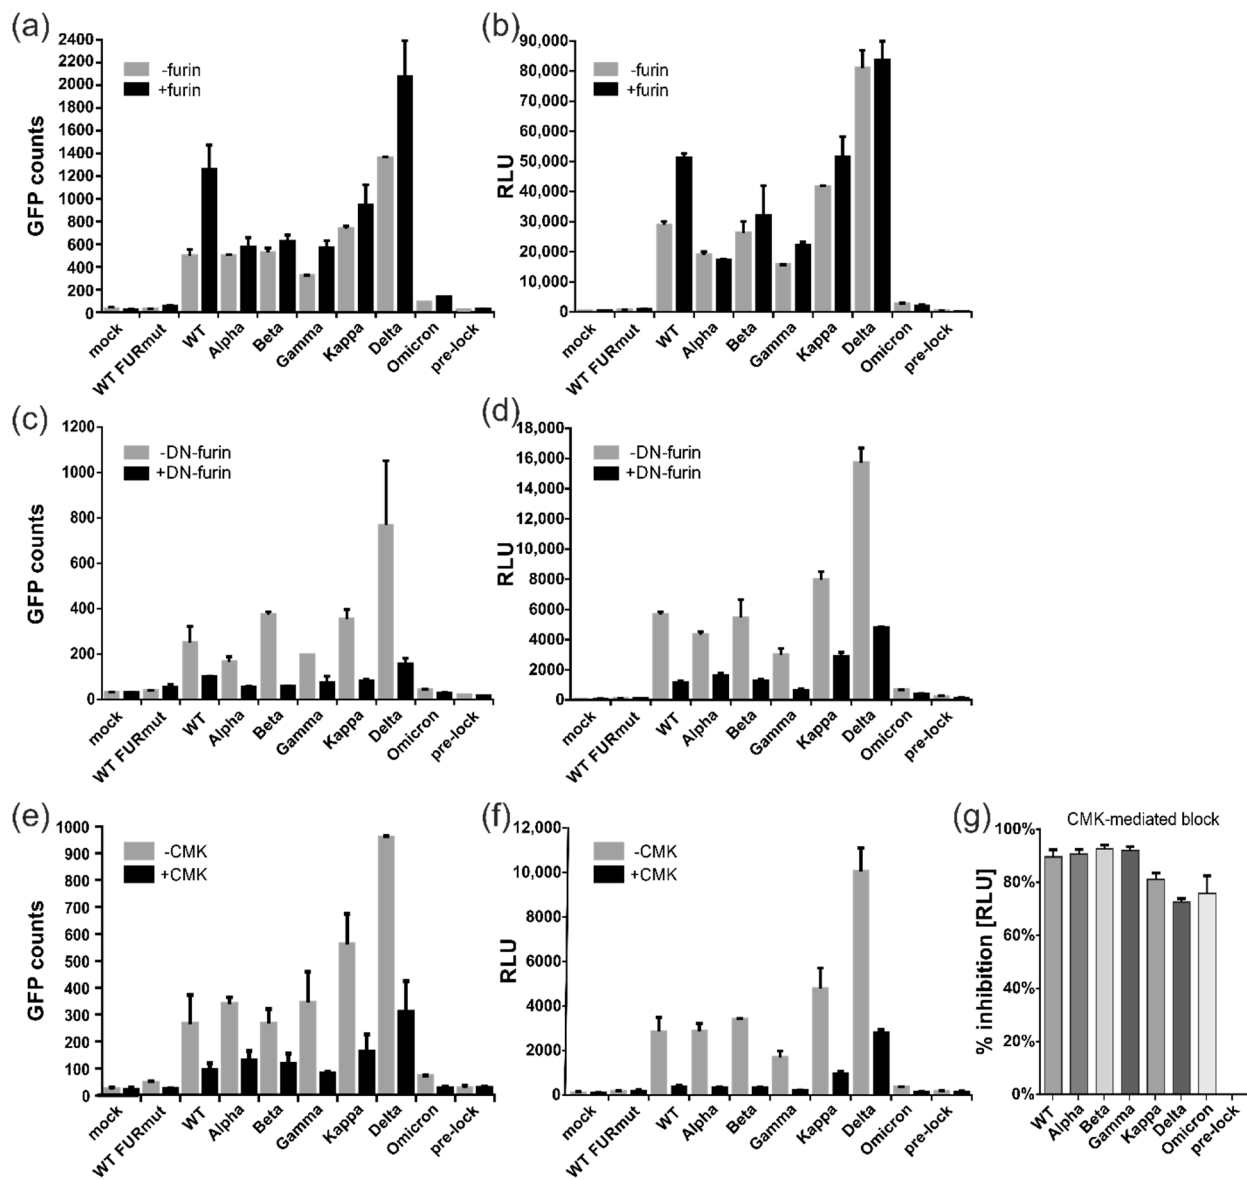 (a)
GFP counts
2400
2200
2000
1800
1600
1400
1200
1000
800
600
400
200
0
-furin
+furin
mock
WT FURmut
WT
Alpha
Beta
Gamma
Kappa
Delta
Omicron
pre-lock
(b)
RLU
90,000
80,000
70,000
60,000
50,000
40,000
30,000
20,000
10,000
0
-furin
+furin
mock
WT FURmut
WT
Alpha
Beta
Gamma
Kappa
Delta
Omicron
pre-lock
(c)
GFP counts
1200
1000
800
600
400
200
0
-DN-furin
+DN-furin
mock
WT FURmut
WT
Alpha
Beta
Gamma
Kappa
Delta
Omicron
pre-lock
(d)
RLU
18,000
16,000
14,000
12,000
10,000
8000
6000
4000
2000
0
-DN-furin
+DN-furin
mock
WT FURmut
WT
Alpha
Beta
Gamma
Kappa
Delta
Omicron
pre-lock
(e)
GFP counts
1000
900
800
700
600
500
400
300
200
100
0
-CMK
+CMK
mock
WT FURmut
WT
Alpha
Beta
Gamma
Kappa
Delta
Omicron
pre-lock
(f)
RLU
12,000
10,000
8000
6000
4000
2000
0
-CMK
+CMK
mock
WT FURmut
WT
Alpha
Beta
Gamma
Kappa
Delta
Omicron
pre-lock
(g)
CMK-mediated block
% inhibition [RLU]
100%
80%
60%
40%
20%
0%
WT
Alpha
Beta
Gamma
Kappa
Delta
Omicron
pre-lock